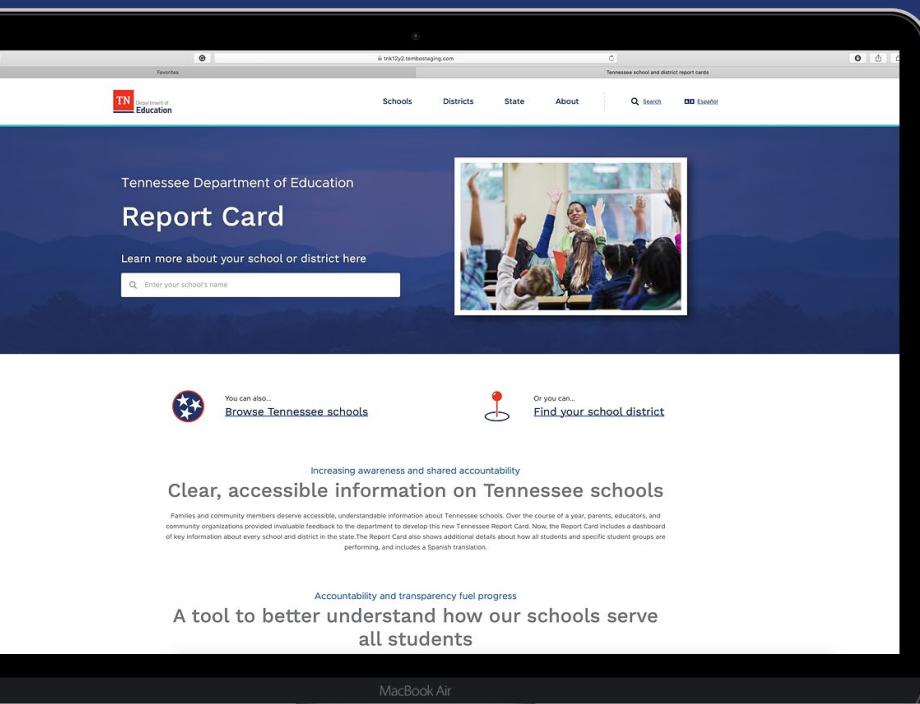 tnk12y2.tembostaging.com
Favorites
Tennessee school and district report cards
TN
Department of
Education
Schools
Districts
State
About
Search
Español
Tennessee Department of Education
Report Card
Learn more about your school or district here
Enter your school's name
You can also...
Browse Tennessee schools
Or you can...
Find your school district
Increasing awareness and shared accountability
Clear, accessible information on Tennessee schools
Families and community members deserve accessible, understandable information about Tennessee schools. Over the course of a year, parents, educators, and
community organizations provided invaluable feedback to the department to develop this new Tennessee Report Card. Now, the Report Card includes a dashboard
of key information about every school and district in the state.The Report Card also shows additional details about how all students and specific student groups are
performing, and includes a Spanish translation.
Accountability and transparency fuel progress
A tool to better understand how our schools serve
all students
MacBook Air